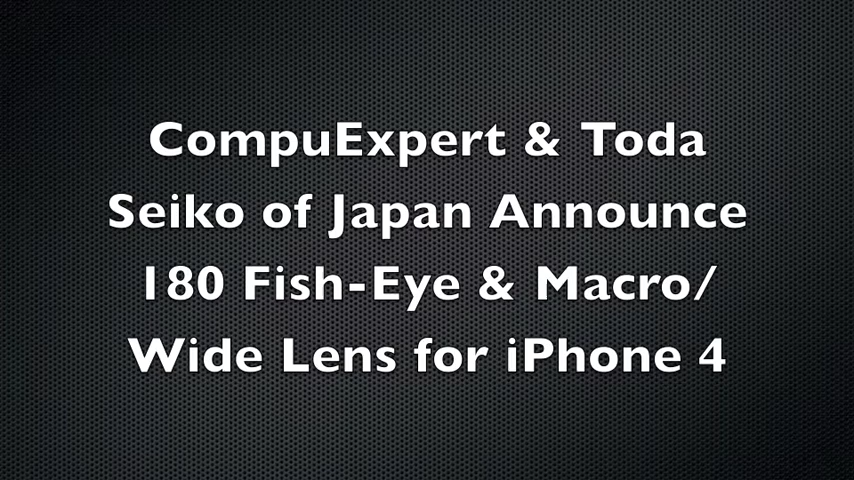 CompuExpert & Toda
Seiko of Japan Announce
180 Fish-Eye & Macro/
Wide Lens for iPhone 4